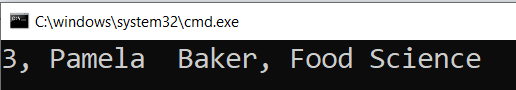 C:\windows\system32\cmd.exe
3, Pamela  Baker, Food Science